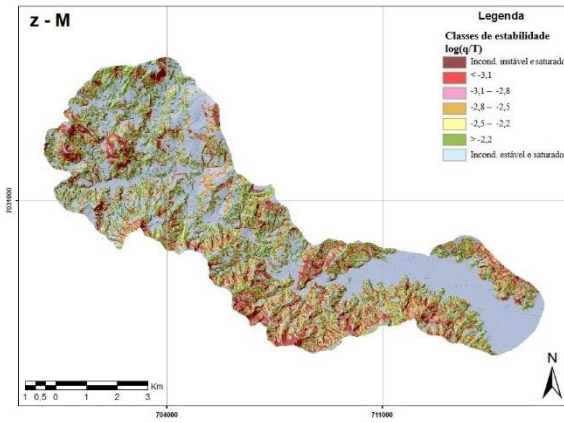 z - M
Legenda
Classes de estabilidade
log(q/T)
Incond. instável e saturado
< -3,1
-3,1 – -2,8
-2,8 – -2,5
-2,5 – -2,2
> -2,2
Incond. estável e saturado
7031000
N
Km
1 0,5 0 1 2 3
704000 711000